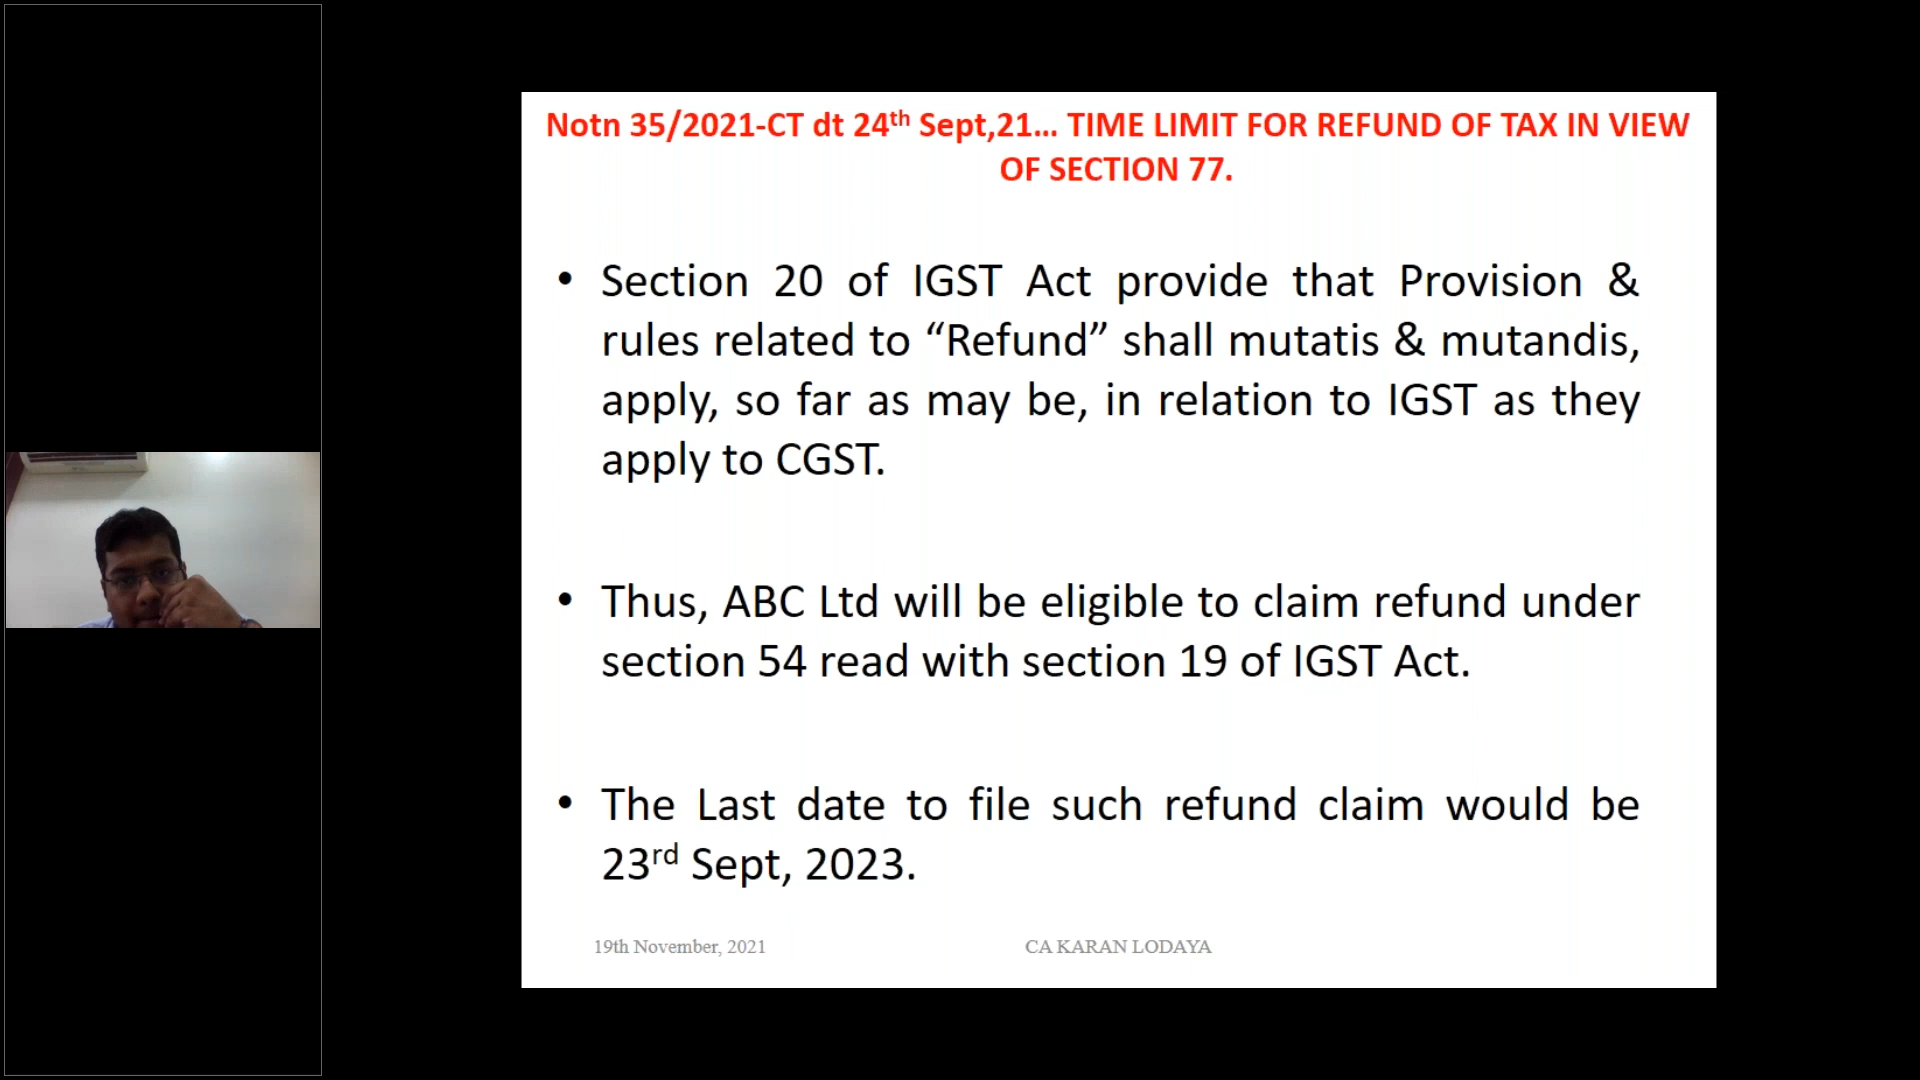 Notn 35/2021-CT dt 24th Sept,21... TIME LIMIT FOR REFUND OF TAX IN VIEW
OF SECTION 77.
• Section 20 of IGST Act provide that Provision &
rules related to “Refund” shall mutatis & mutandis,
apply, so far as may be, in relation to IGST as they
apply to CGST.
• Thus, ABC Ltd will be eligible to claim refund under
section 54 read with section 19 of IGST Act.
• The Last date to file such refund claim would be
23rd Sept, 2023.
19th November, 2021
CA KARAN LODAYA